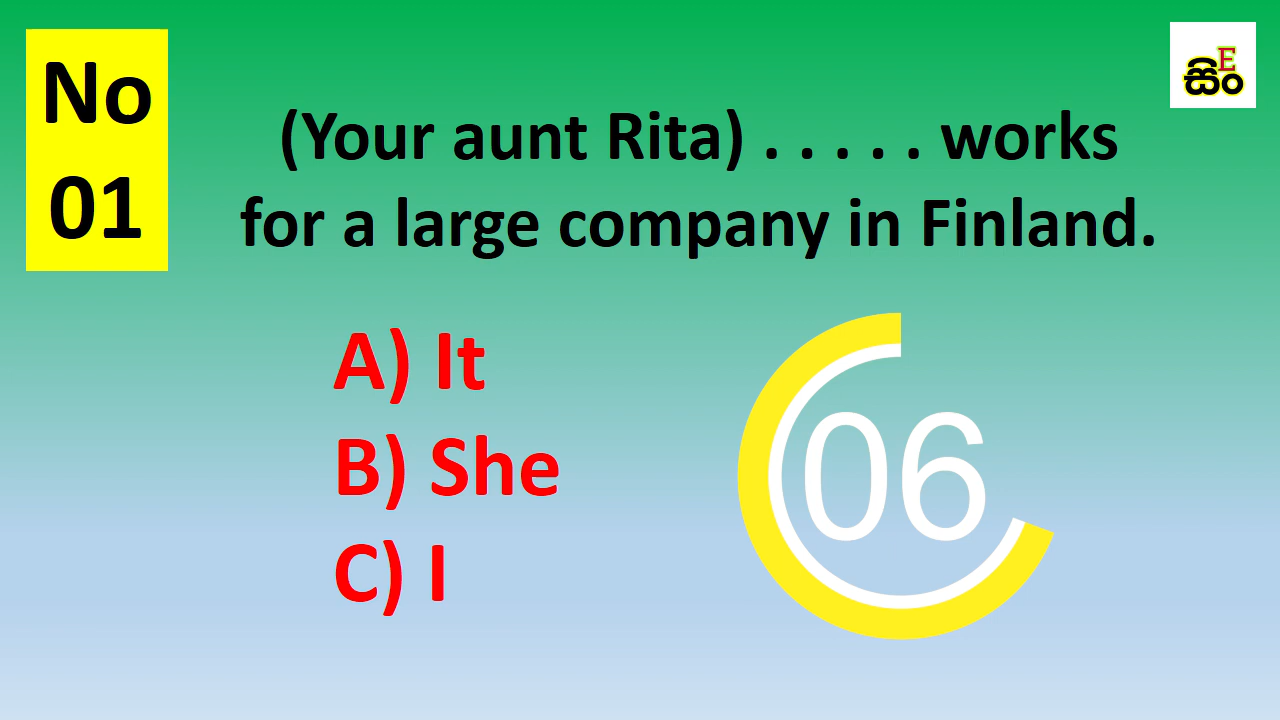 No
01
E
සිං
(Your aunt Rita) . . . . . works
for a large company in Finland.
A) It
B) She
C) I
06